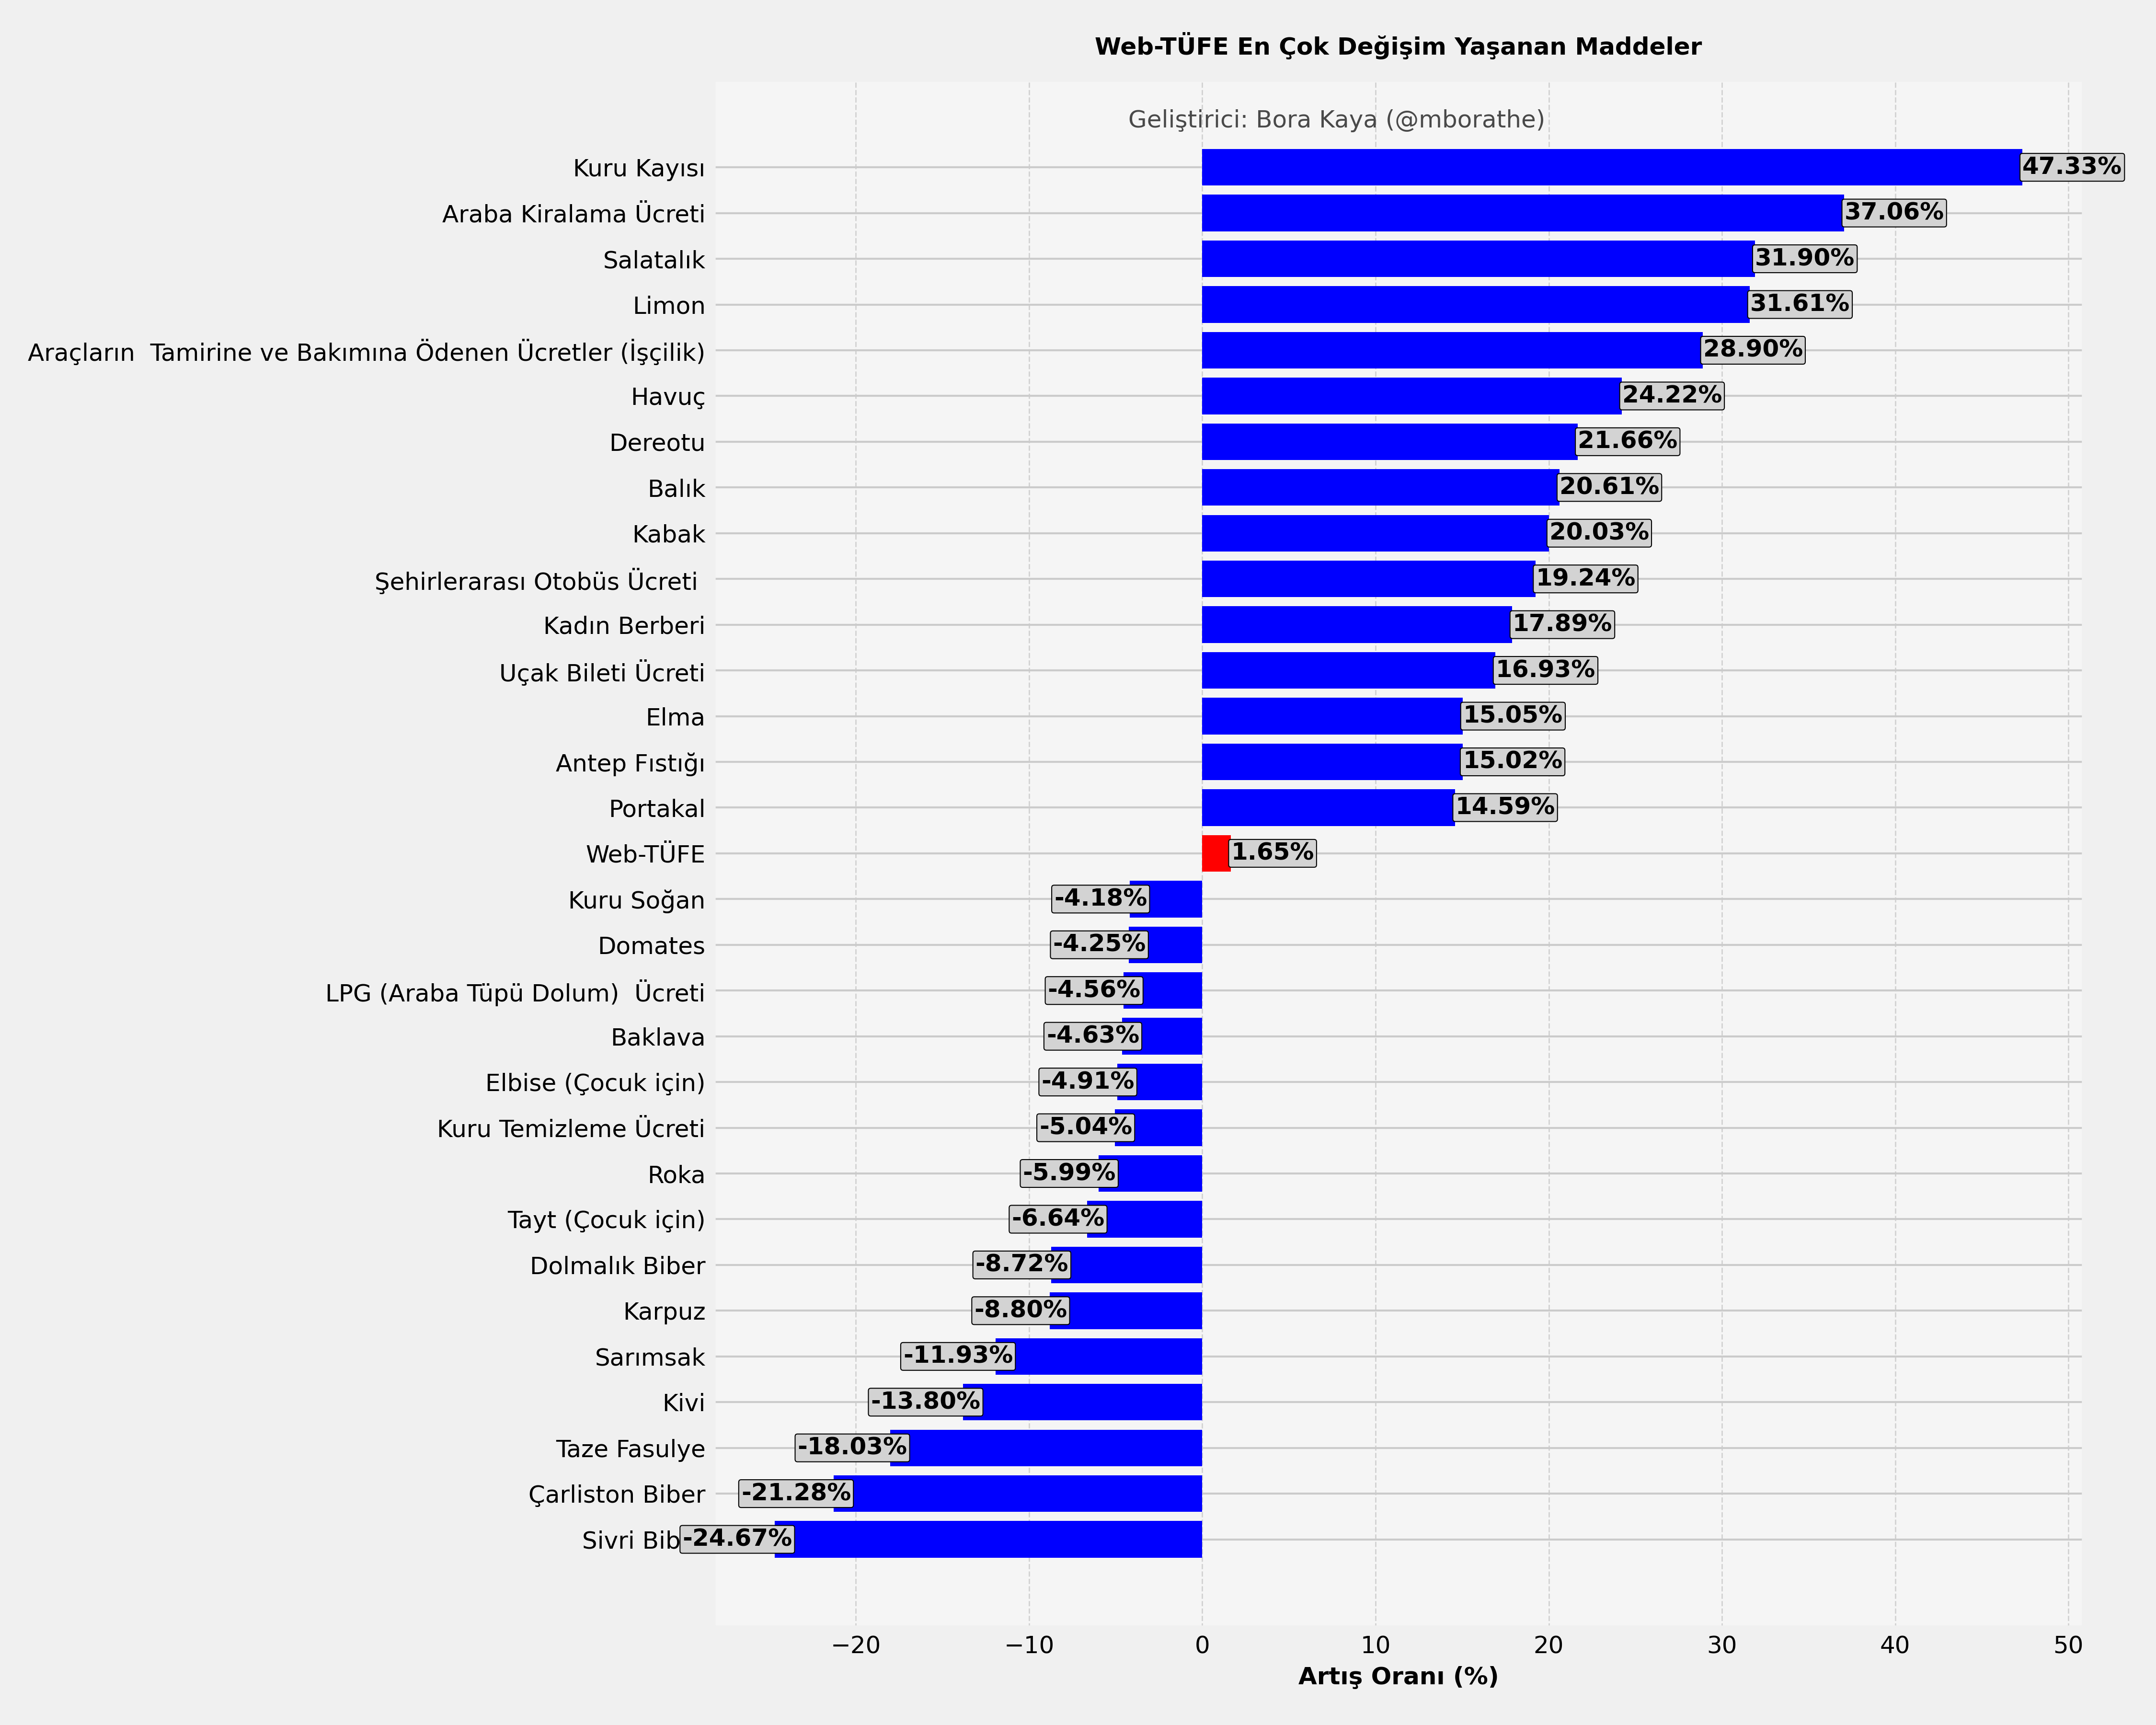 Web-TÜFE En Çok Değişim Yaşanan Maddeler
Geliştirici: Bora Kaya (@mborathe)
Kuru Kayısı 47.33%
Araba Kiralama Ücreti 37.06%
Salatalık 31.90%
Limon 31.61%
Araçların  Tamirine ve Bakımına Ödenen Ücretler (İşçilik) 28.90%
Havuç 24.22%
Dereotu 21.66%
Balık 20.61%
Kabak 20.03%
Şehirlerarası Otobüs Ücreti 19.24%
Kadın Berberi 17.89%
Uçak Bileti Ücreti 16.93%
Elma 15.05%
Antep Fıstığı 15.02%
Portakal 14.59%
Web-TÜFE 1.65%
Kuru Soğan -4.18%
Domates -4.25%
LPG (Araba Tüpü Dolum)  Ücreti -4.56%
Baklava -4.63%
Elbise (Çocuk için) -4.91%
Kuru Temizleme Ücreti -5.04%
Roka -5.99%
Tayt (Çocuk için) -6.64%
Dolmalık Biber -8.72%
Karpuz -8.80%
Sarımsak -11.93%
Kivi -13.80%
Taze Fasulye -18.03%
Çarliston Biber -21.28%
Sivri Bib -24.67%
−20 −10 0 10 20 30 40 50
Artış Oranı (%)